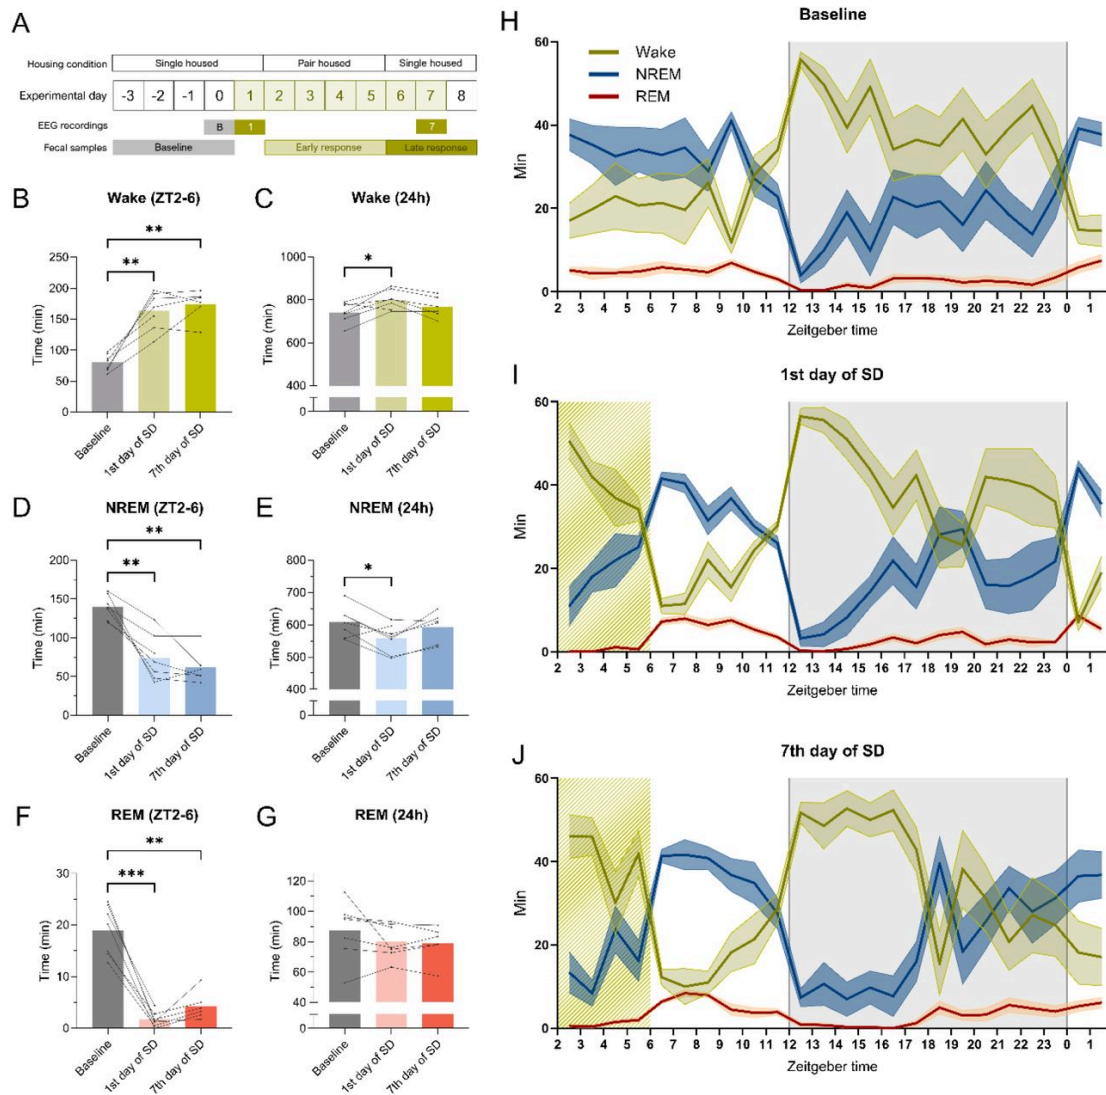 A
Housing condition Single housed Pair housed Single housed
Experimental day -3 -2 -1 0 1 2 3 4 5 6 7 8
EEG recordings B 1 7
Fecal samples Baseline Early response Late response
B Wake (ZT2-6)
** **
Time (min)
250
200
150
100
50
0
Baseline
1st day of SD
7th day of SD
C Wake (24h)
*
Time (min)
1000
800
600
400
0
Baseline
1st day of SD
7th day of SD
D NREM (ZT2-6)
** **
Time (min)
200
150
100
50
0
Baseline
1st day of SD
7th day of SD
E NREM (24h)
*
Time (min)
800
700
600
500
400
0
Baseline
1st day of SD
7th day of SD
F REM (ZT2-6)
**
***
Time (min)
30
20
10
0
Baseline
1st day of SD
7th day of SD
G REM (24h)
Time (min)
120
100
80
60
40
0
Baseline
1st day of SD
7th day of SD
H Baseline
Wake
NREM
REM
Min
60
40
20
0
2 3 4 5 6 7 8 9 10 11 12 13 14 15 16 17 18 19 20 21 22 23 0 1
Zeitgeber time
I 1st day of SD
Min
60
40
20
0
2 3 4 5 6 7 8 9 10 11 12 13 14 15 16 17 18 19 20 21 22 23 0 1
Zeitgeber time
J 7th day of SD
Min
60
40
20
0
2 3 4 5 6 7 8 9 10 11 12 13 14 15 16 17 18 19 20 21 22 23 0 1
Zeitgeber time